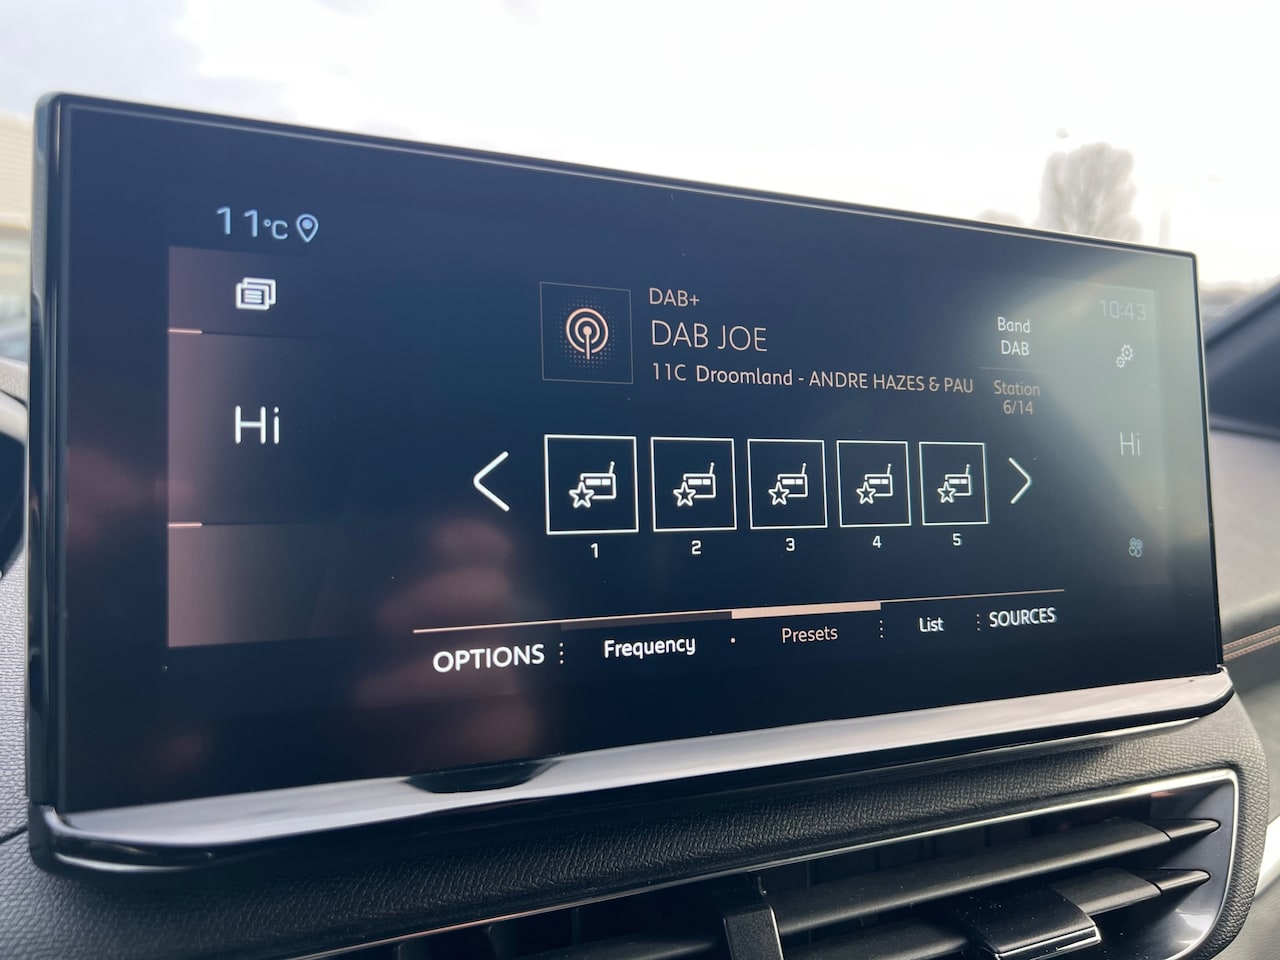 11°C
Hi
DAB+
DAB JOE
11C Droomland - ANDRE HAZES & PAU
Band
DAB
Station
6/14
10:43
Hi
1
2
3
4
5
OPTIONS
Frequency
Presets
List
SOURCES